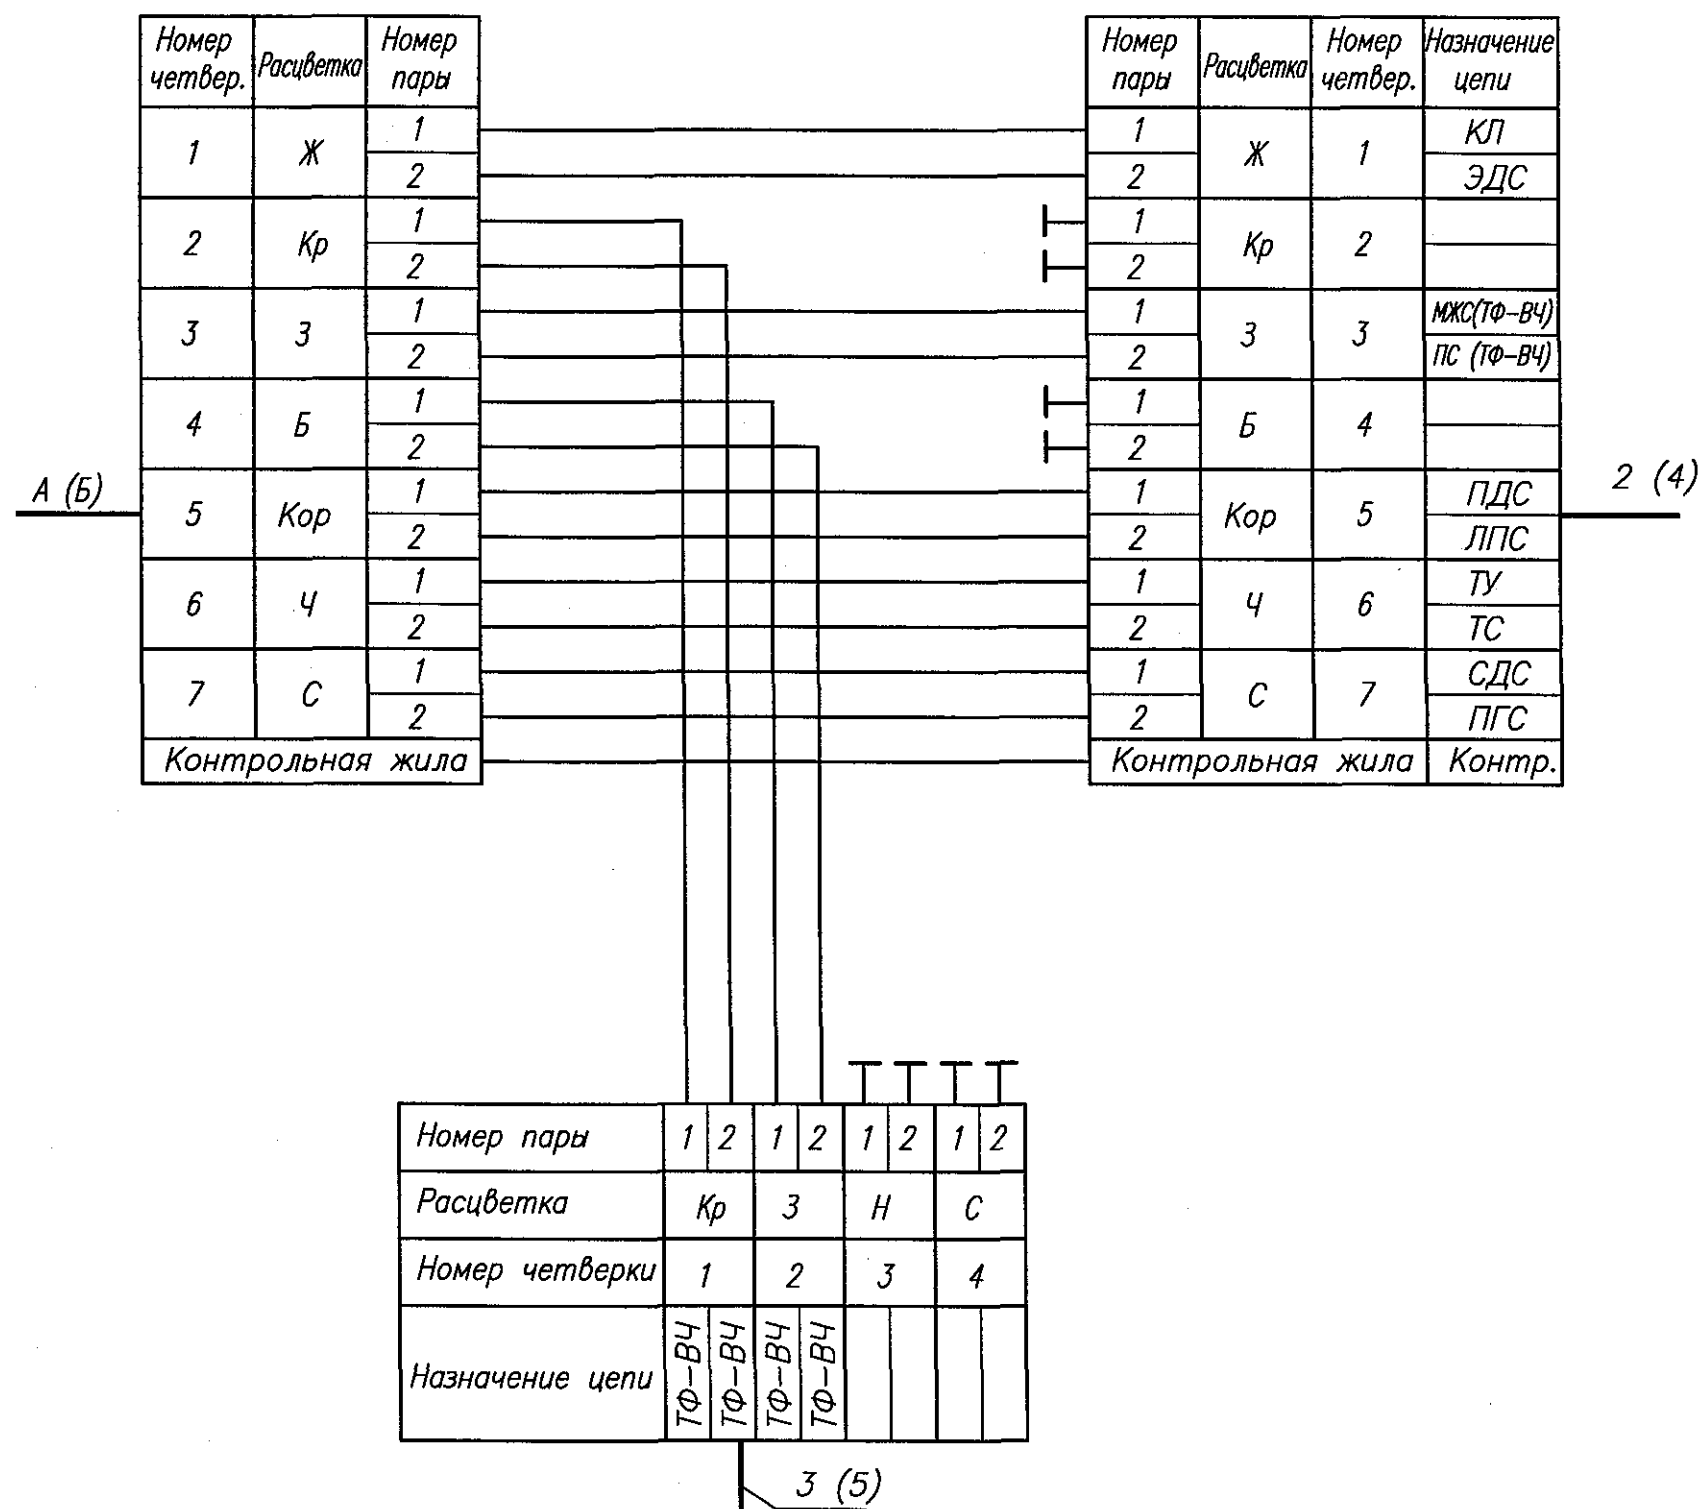 Номер четвер. Расцветка Номер пары
1 Ж 1
2
2 Кр 1
2
3 З 1
2
4 Б 1
2
5 Кор 1
2
6 Ч 1
2
7 С 1
2
Контрольная жила
А (Б)
Номер пары Расцветка Номер четвер. Назначение цепи
1 Ж 1 КЛ
2 ЭДС
1 Кр 2
2
1 З 3 МЖС(ТФ-ВЧ)
2 ПС (ТФ-ВЧ)
1 Б 4
2
1 Кор 5 ПДС
2 ЛПС
1 Ч 6 ТУ
2 ТС
1 С 7 СДС
2 ПГС
Контрольная жила Контр.
2 (4)
Номер пары 1 2 1 2 1 2 1 2
Расцветка Кр З Н С
Номер четверки 1 2 3 4
Назначение цепи ТФ-ВЧ ТФ-ВЧ ТФ-ВЧ ТФ-ВЧ
3 (5)